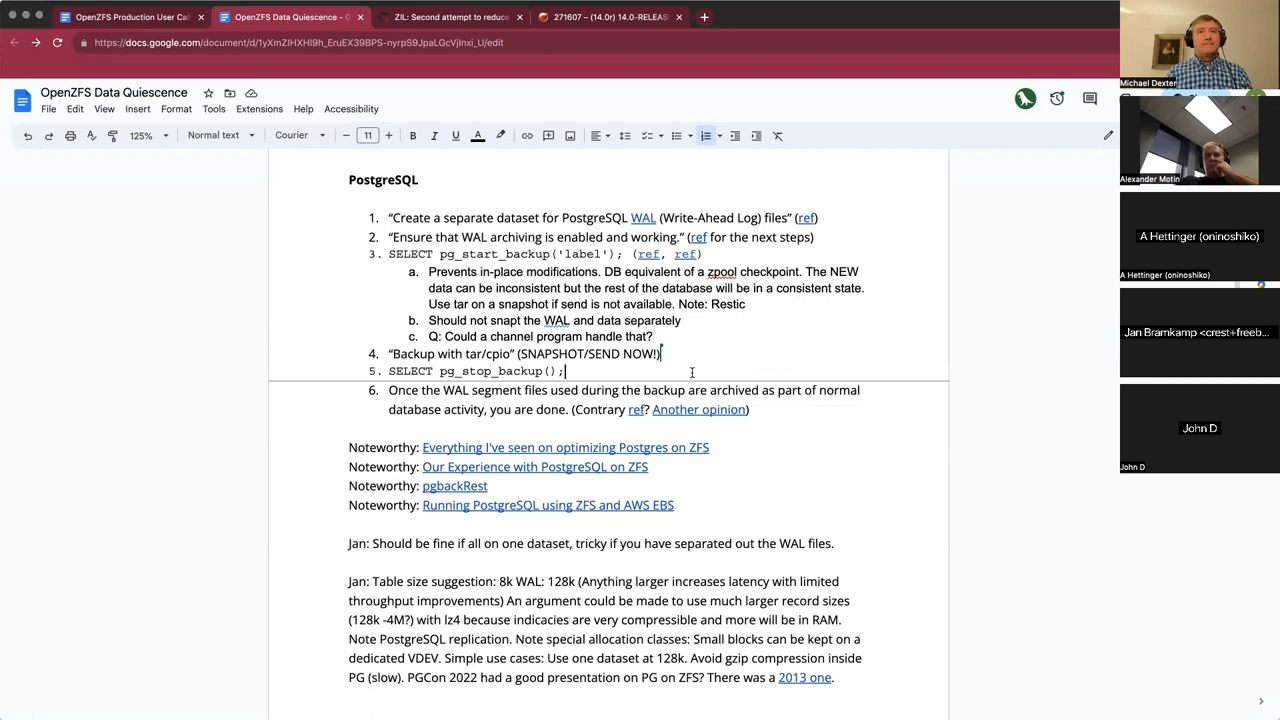 OpenZFS Production User Cal
OpenZFS Data Quiescence - G
ZIL: Second attempt to reduce
271607 – (14.0r) 14.0-RELEAS
https://docs.google.com/document/d/1yXmZIHXHI9h_EruEX39BPS-nyrpS9JpaLGcVjInxi_U/edit
OpenZFS Data Quiescence
File Edit View Insert Format Tools Extensions Help Accessibility
125% Normal text Courier 11
PostgreSQL
1. “Create a separate dataset for PostgreSQL WAL (Write-Ahead Log) files” (ref)
2. “Ensure that WAL archiving is enabled and working.” (ref for the next steps)
3. SELECT pg_start_backup('label'); (ref, ref)
a. Prevents in-place modifications. DB equivalent of a zpool checkpoint. The NEW
data can be inconsistent but the rest of the database will be in a consistent state.
Use tar on a snapshot if send is not available. Note: Restic
b. Should not snapt the WAL and data separately
c. Q: Could a channel program handle that?
4. “Backup with tar/cpio” (SNAPSHOT/SEND NOW!)
5. SELECT pg_stop_backup();
6. Once the WAL segment files used during the backup are archived as part of normal
database activity, you are done. (Contrary ref? Another opinion)
Noteworthy: Everything I've seen on optimizing Postgres on ZFS
Noteworthy: Our Experience with PostgreSQL on ZFS
Noteworthy: pgbackRest
Noteworthy: Running PostgreSQL using ZFS and AWS EBS
Jan: Should be fine if all on one dataset, tricky if you have separated out the WAL files.
Jan: Table size suggestion: 8k WAL: 128k (Anything larger increases latency with limited
throughput improvements) An argument could be made to use much larger record sizes
(128k -4M?) with lz4 because indicacies are very compressible and more will be in RAM.
Note PostgreSQL replication. Note special allocation classes: Small blocks can be kept on a
dedicated VDEV. Simple use cases: Use one dataset at 128k. Avoid gzip compression inside
PG (slow). PGCon 2022 had a good presentation on PG on ZFS? There was a 2013 one.
Michael Dexter
Alexander Motin
A Hettinger (oninoshiko)
A Hettinger (oninoshiko)
Jan Bramkamp <crest+freeb
John D
John D